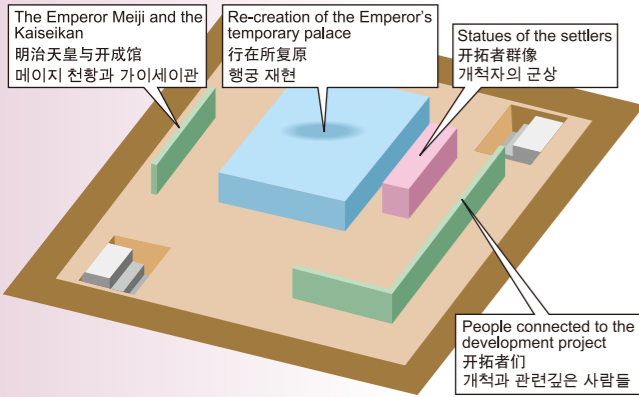 The Emperor Meiji and the
Kaiseikan
明治天皇与开成馆
메이지 천황과 가이세이관
Re-creation of the Emperor's
temporary palace
行在所复原
행궁 재현
Statues of the settlers
开拓者群像
개척자의 군상
People connected to the
development project
开拓者们
개척과 관련깊은 사람들